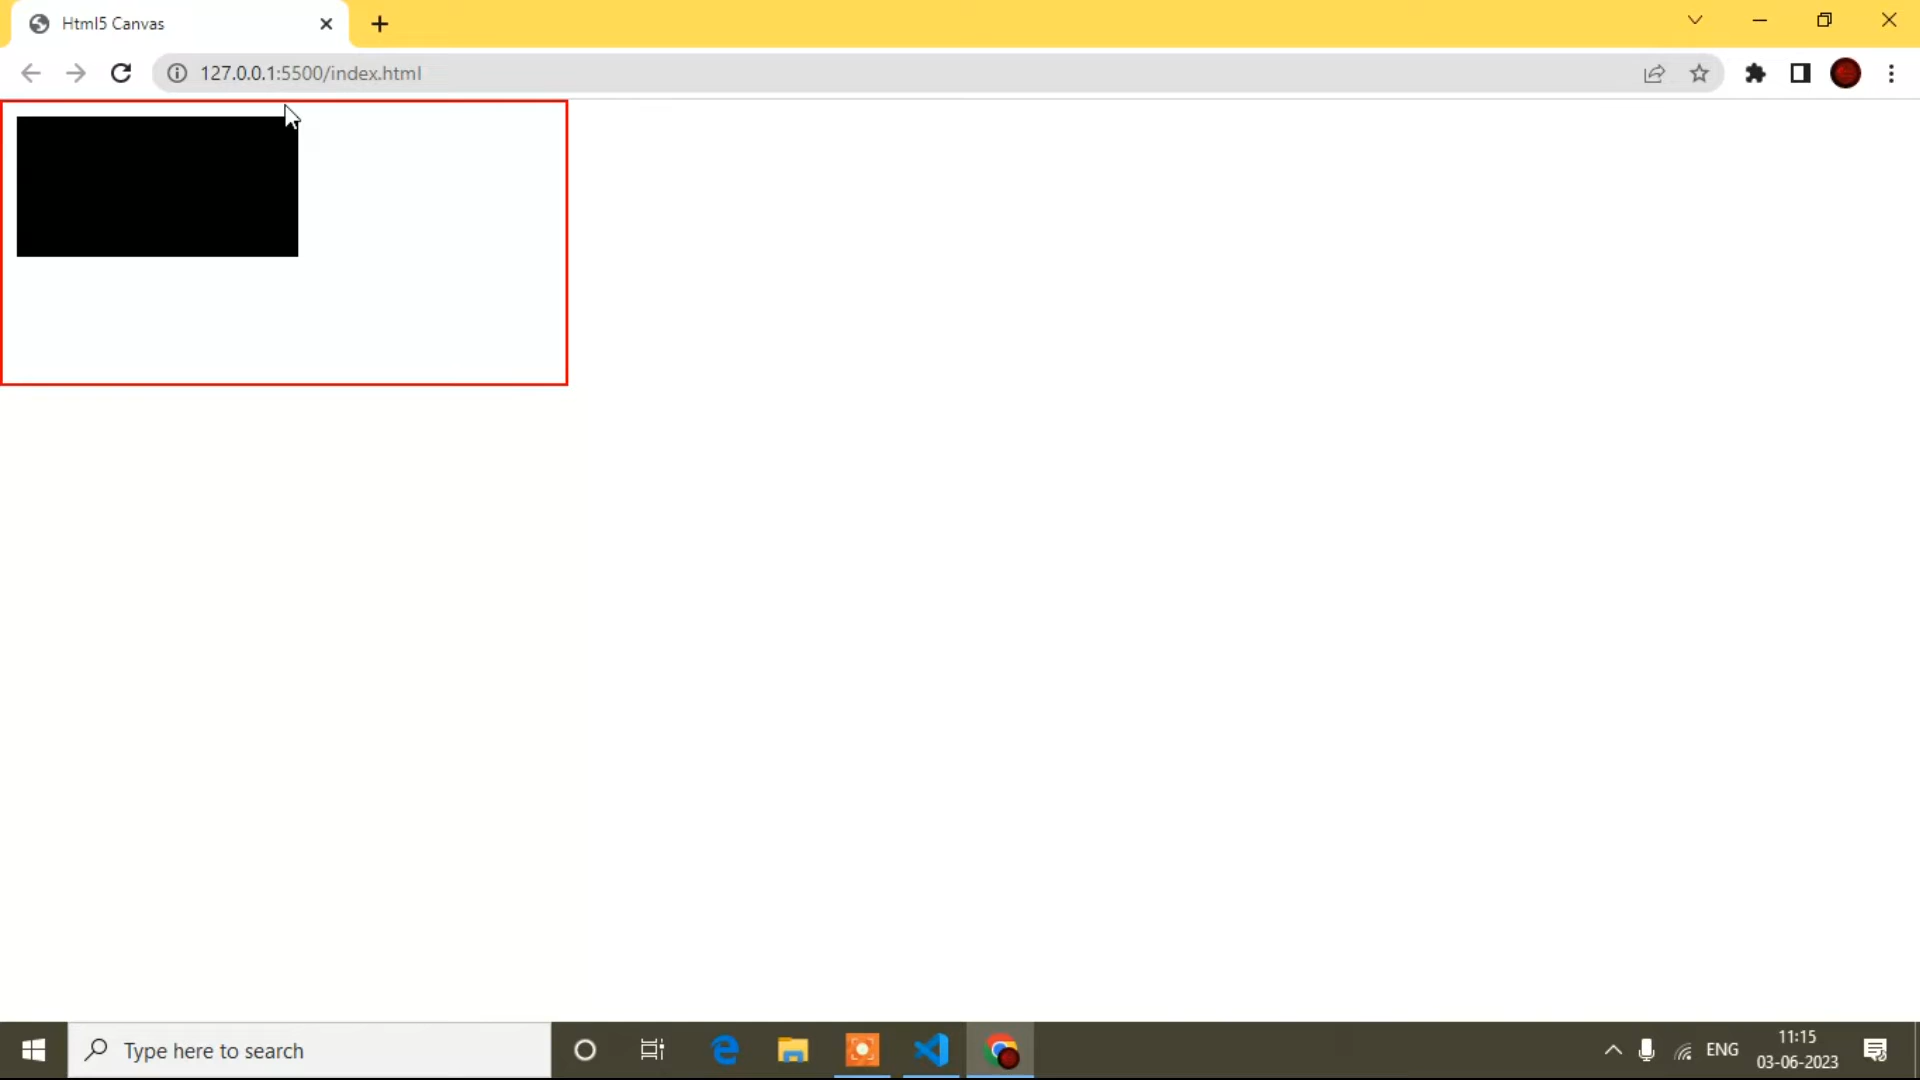 Html5 Canvas
127.0.0.1:5500/index.html
Type here to search
ENG
11:15
03-06-2023